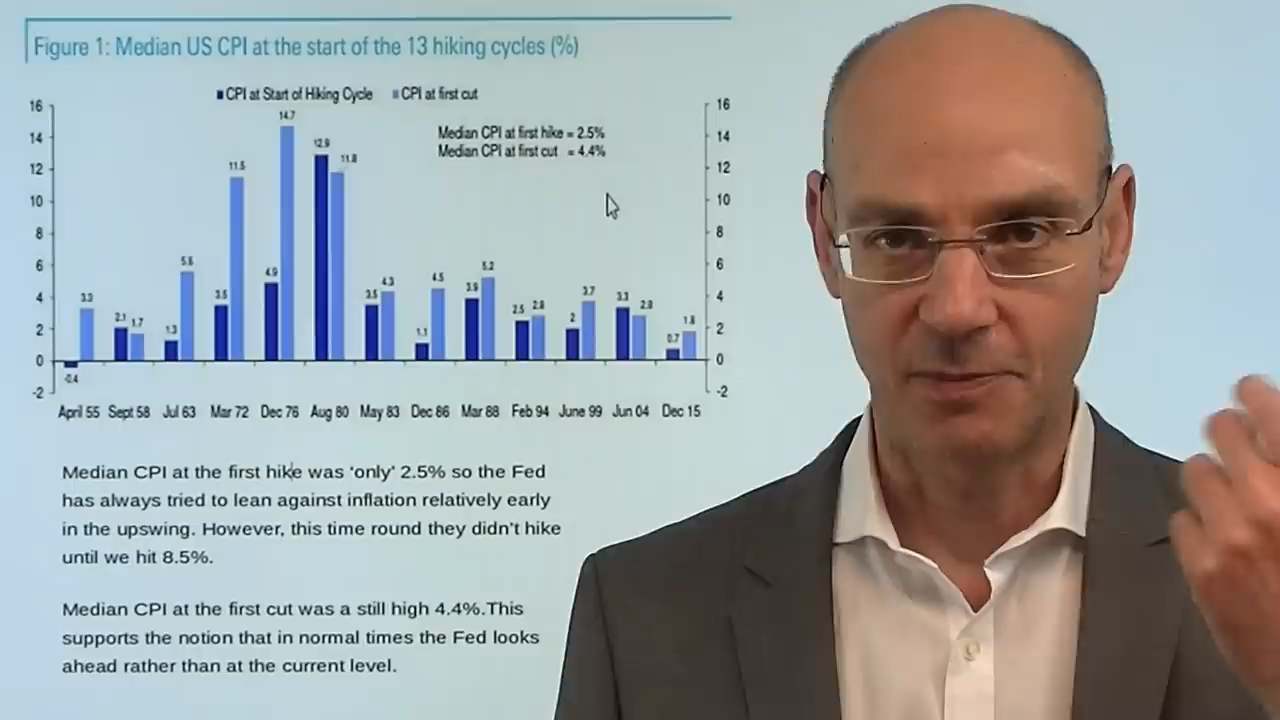 Figure 1: Median US CPI at the start of the 13 hiking cycles (%)
CPI at Start of Hiking Cycle CPI at first cut
Median CPI at first hike = 2.5%
Median CPI at first cut = 4.4%
16 16
14 14
12 12
10 10
8 8
6 6
4 4
2 2
0 0
-2 -2
-0.4 3.3 2.1 1.7 1.3 5.6 3.5 11.5 4.9 14.7 12.9 11.8 3.5 4.3 1.1 4.5 3.9 5.2 2.5 2.8 2 3.7 3.3 2.8 0.7 1.8
April 55 Sept 58 Jul 63 Mar 72 Dec 76 Aug 80 May 83 Dec 86 Mar 88 Feb 94 June 99 Jun 04 Dec 15
Median CPI at the first hike was 'only' 2.5% so the Fed
has always tried to lean against inflation relatively early
in the upswing. However, this time round they didn't hike
until we hit 8.5%.
Median CPI at the first cut was a still high 4.4%.This
supports the notion that in normal times the Fed looks
ahead rather than at the current level.